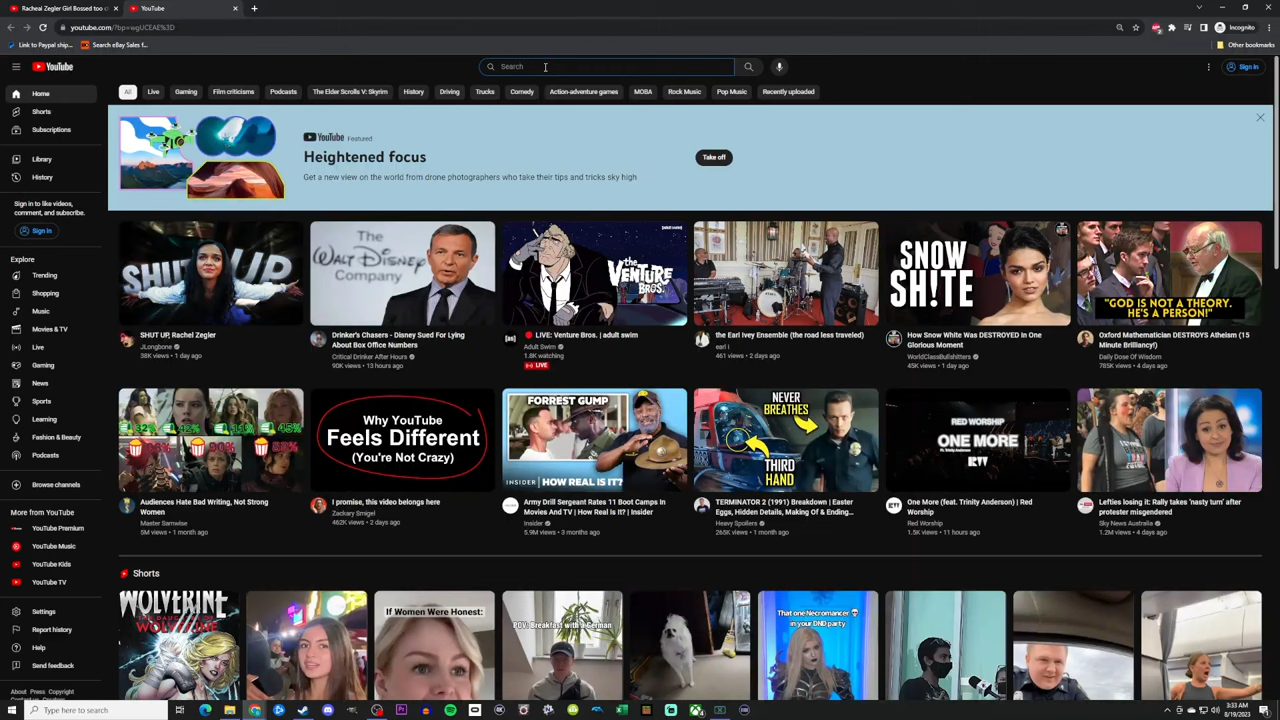 Racheal Zegler Girl Bossed too c
YouTube
youtube.com/?bp=wgUCEAE%3D
Incognito
Link to Paypal ship...
Search eBay Sales f...
Other bookmarks
YouTube
Search
Sign in
Home
Shorts
Subscriptions
Library
History
Sign in to like videos,
comment, and subscribe.
Sign in
Explore
Trending
Shopping
Music
Movies & TV
Live
Gaming
News
Sports
Learning
Fashion & Beauty
Podcasts
Browse channels
More from YouTube
YouTube Premium
YouTube Music
YouTube Kids
YouTube TV
Settings
Report history
Help
Send feedback
About Press Copyright
All
Live
Gaming
Film criticisms
Podcasts
The Elder Scrolls V: Skyrim
History
Driving
Trucks
Comedy
Action-adventure games
MOBA
Rock Music
Pop Music
Recently uploaded
YouTube Featured
Heightened focus
Get a new view on the world from drone photographers who take their tips and tricks sky high
Take off
SHUT UP
SHUT UP, Rachel Zegler
JLongbone
38K views • 1 day ago
The
WALT DISNEY
Company
Drinker's Chasers - Disney Sued For Lying
About Box Office Numbers
Critical Drinker After Hours
90K views • 13 hours ago
[adult swim]
the
VENTURE
BROS.
LIVE: Venture Bros. | adult swim
Adult Swim
1.8K watching
LIVE
the Earl Ivey Ensemble (the road less traveled)
earl i
461 views • 2 days ago
SNOW
SH!TE
How Snow White was DESTROYED In One
Glorious Moment
WorldClassBullshitters
45K views • 1 day ago
"GOD IS NOT A THEORY.
HE'S A PERSON!"
Oxford Mathematician DESTROYS Atheism (15
Minute Brilliancy!)
Daily Dose Of Wisdom
785K views • 4 days ago
Audiences Hate Bad Writing, Not Strong
Women
Master Samwise
5M views • 1 month ago
Why YouTube
Feels Different
(You're Not Crazy)
I promise, this video belongs here
Zackary Smigel
462K views • 2 days ago
FORREST GUMP
INSIDER HOW REAL IS IT?
Army Drill Sergeant Rates 11 Boot Camps In
Movies And TV | How Real Is It? | Insider
Insider
5.9M views • 3 months ago
NEVER
BREATHES
THIRD
HAND
TERMINATOR 2 (1991) Breakdown | Easter
Eggs, Hidden Details, Making Of & Ending...
Heavy Spoilers
265K views • 1 month ago
RED WORSHIP
ONE MORE
Ft. Trinity Anderson
One More (feat. Trinity Anderson) | Red
Worship
Red Worship
1.5K views • 11 hours ago
Lefties losing it: Rally takes 'nasty turn' after
protester misgendered
Sky News Australia
1.2M views • 4 days ago
Shorts
WOLVERINE
WOLVERINE
If Women Were Honest:
POV: Breakfast with a German
That one Necromancer
in your DND party
Type here to search
3:33 AM
8/19/2023